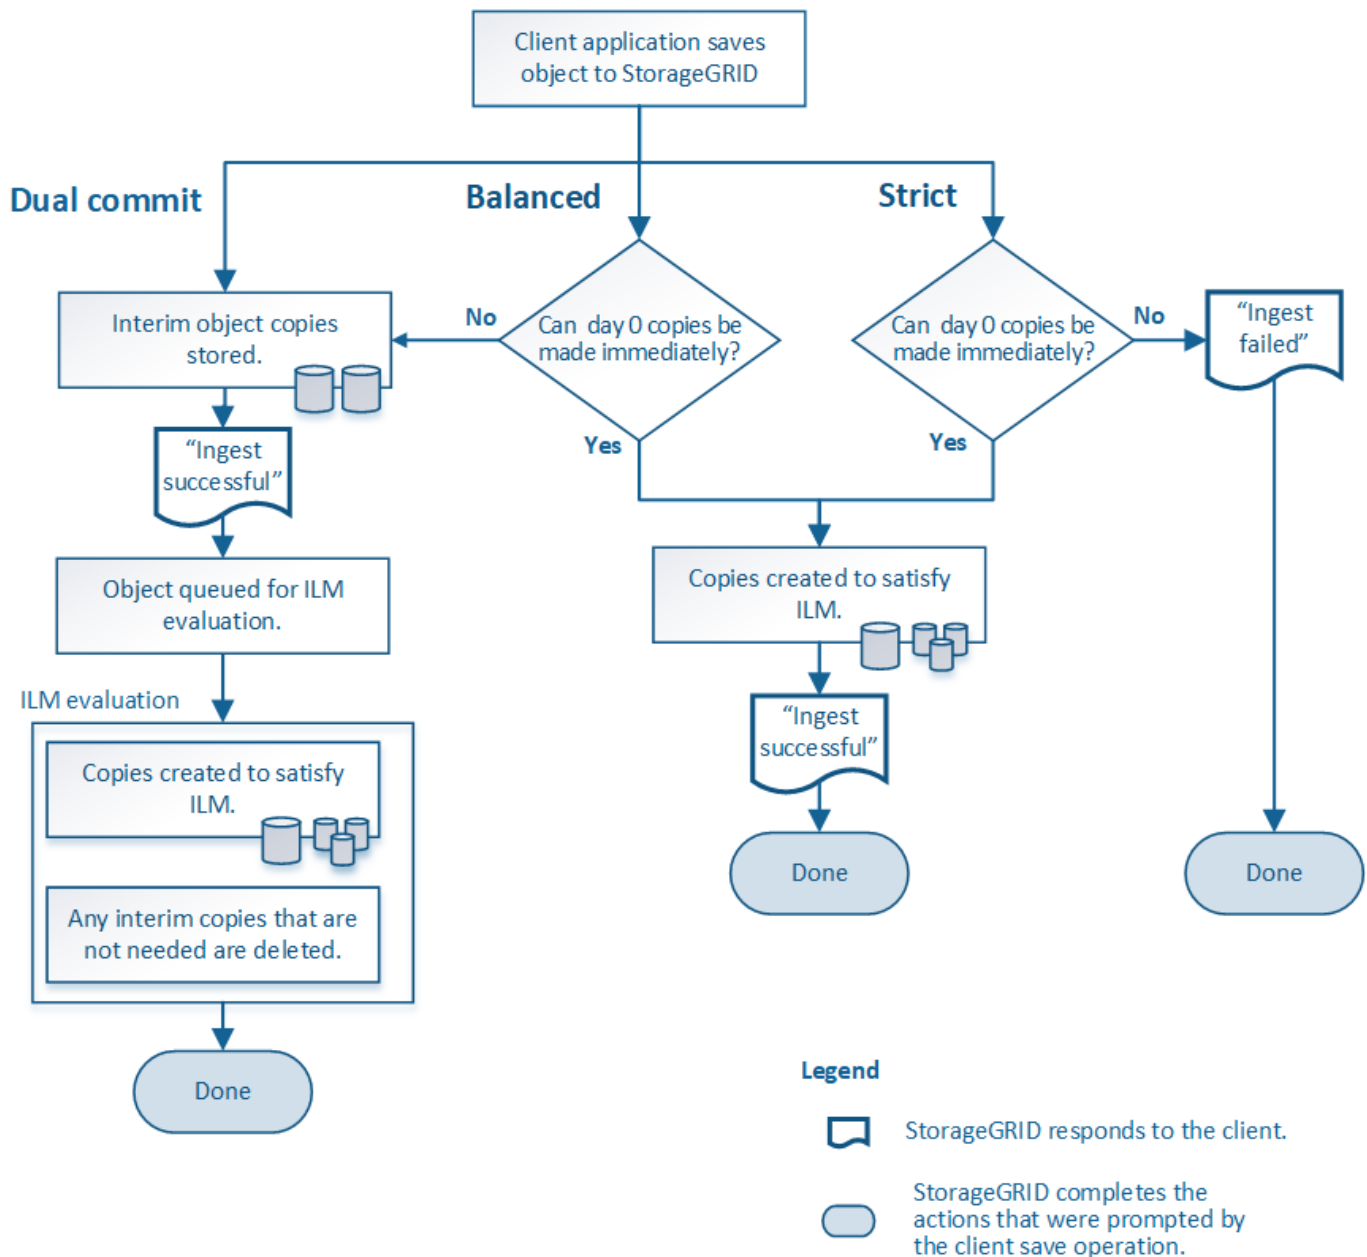 Client application saves
object to StorageGRID
Dual commit
Balanced
Strict
Interim object copies
stored.
No
Can day 0 copies be
made immediately?
Can day 0 copies be
made immediately?
No
“Ingest
failed”
Yes
Yes
“Ingest
successful”
Object queued for ILM
evaluation.
Copies created to satisfy
ILM.
ILM evaluation
“Ingest
successful”
Copies created to satisfy
ILM.
Done
Done
Any interim copies that are
not needed are deleted.
Done
Legend
StorageGRID responds to the client.
StorageGRID completes the
actions that were prompted by
the client save operation.